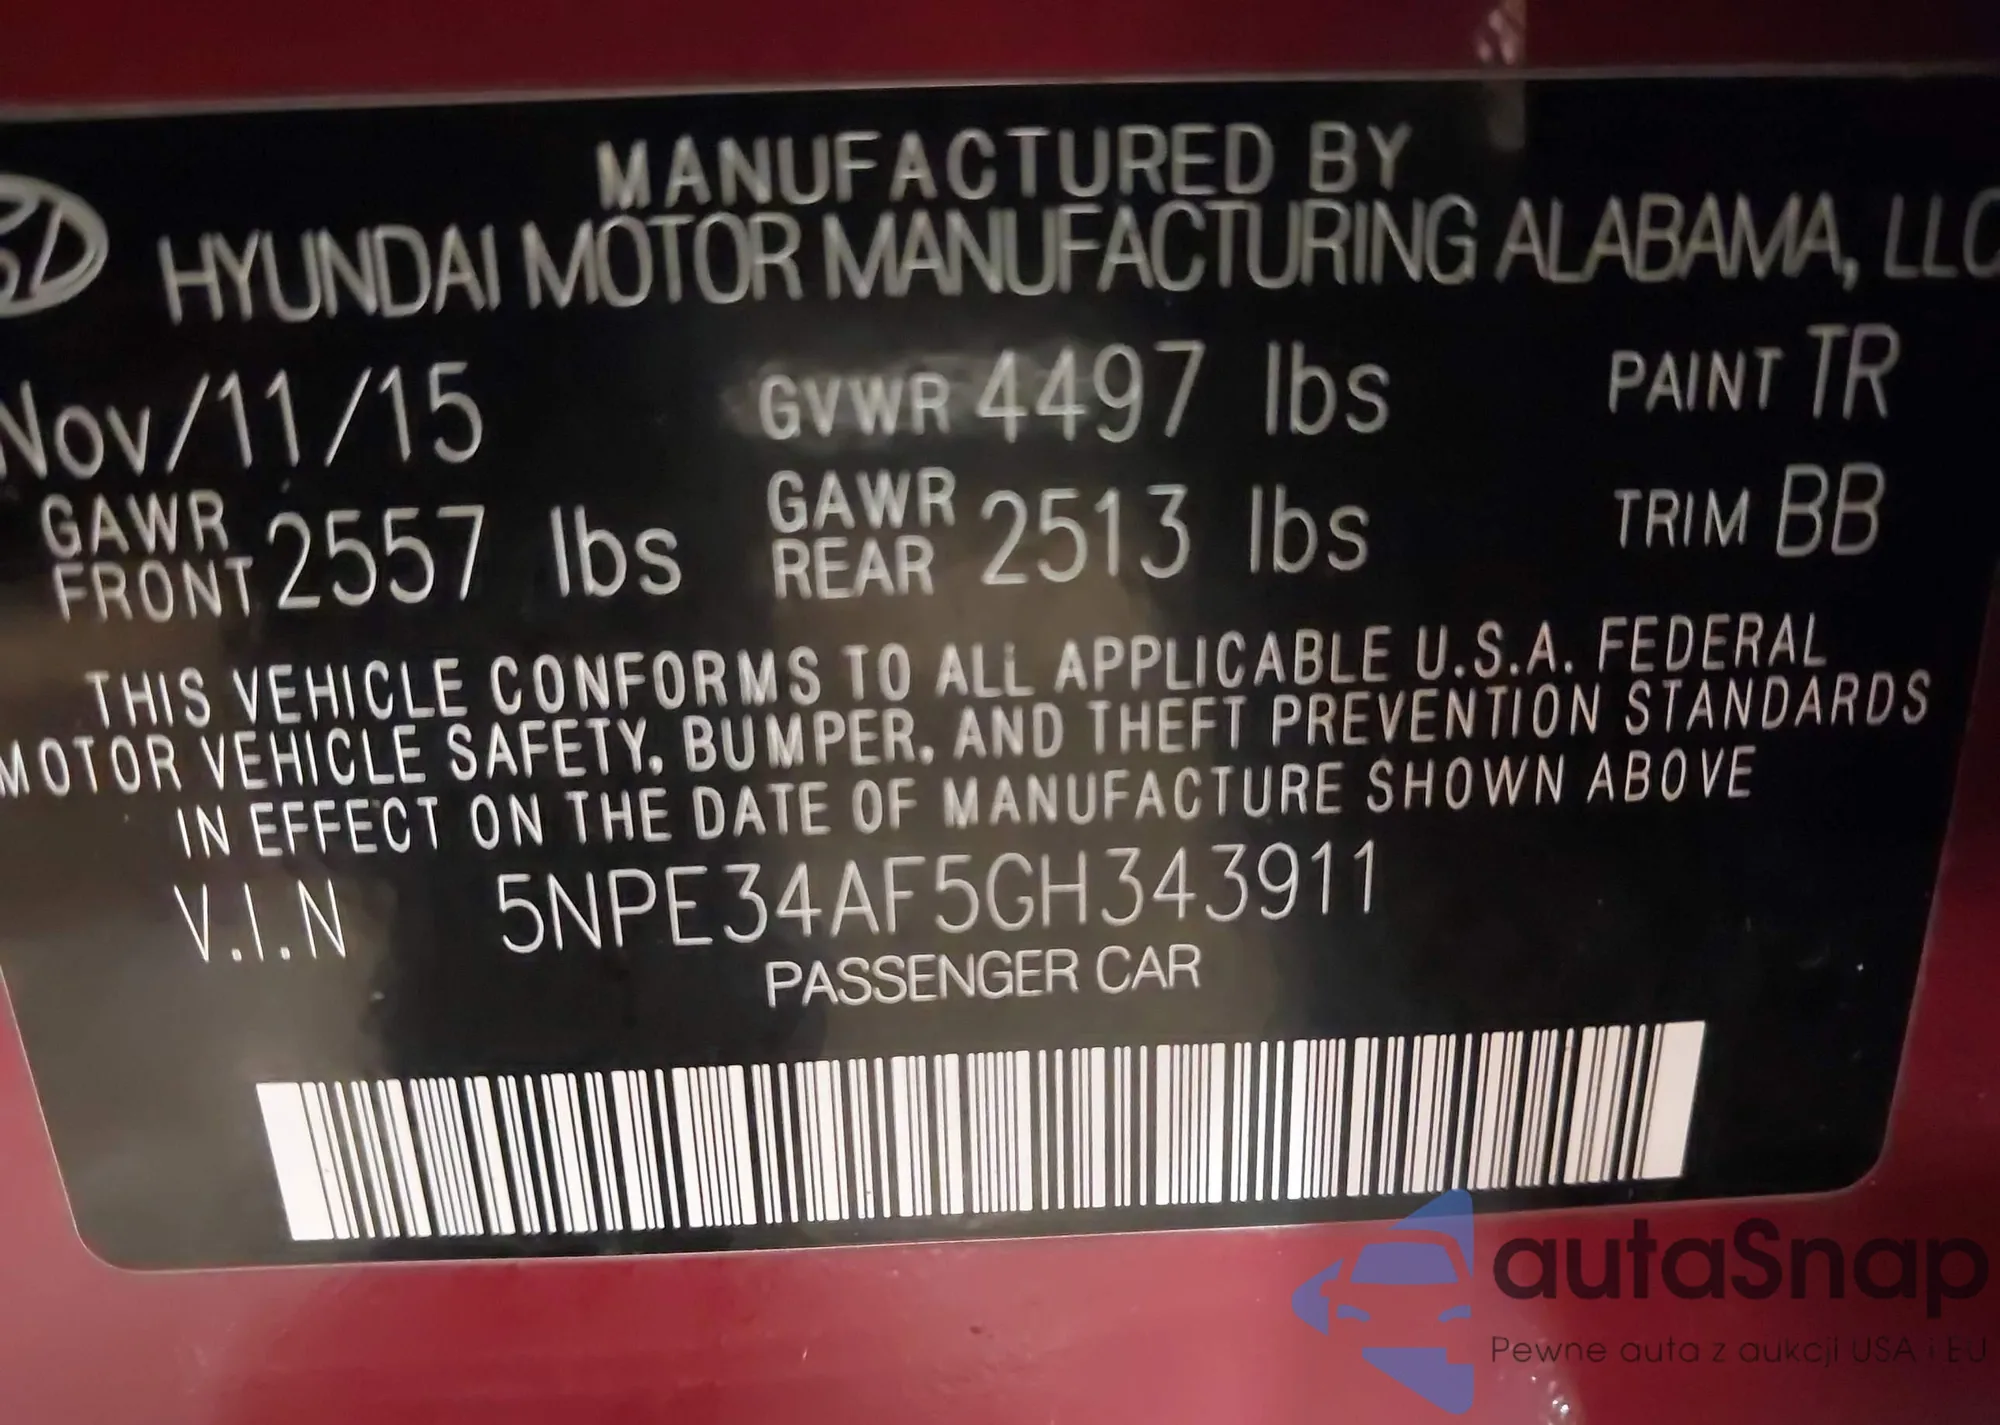 MANUFACTURED BY
HYUNDAI MOTOR MANUFACTURING ALABAMA, LLC
Nov/11/15 GVWR 4497 lbs PAINT TR
GAWR FRONT 2557 lbs GAWR REAR 2513 lbs TRIM BB
THIS VEHICLE CONFORMS TO ALL APPLICABLE U.S.A. FEDERAL
MOTOR VEHICLE SAFETY, BUMPER, AND THEFT PREVENTION STANDARDS
IN EFFECT ON THE DATE OF MANUFACTURE SHOWN ABOVE
V.I.N 5NPE34AF5GH343911
PASSENGER CAR
autaSnap
Pewne auta z aukcji USA i EU